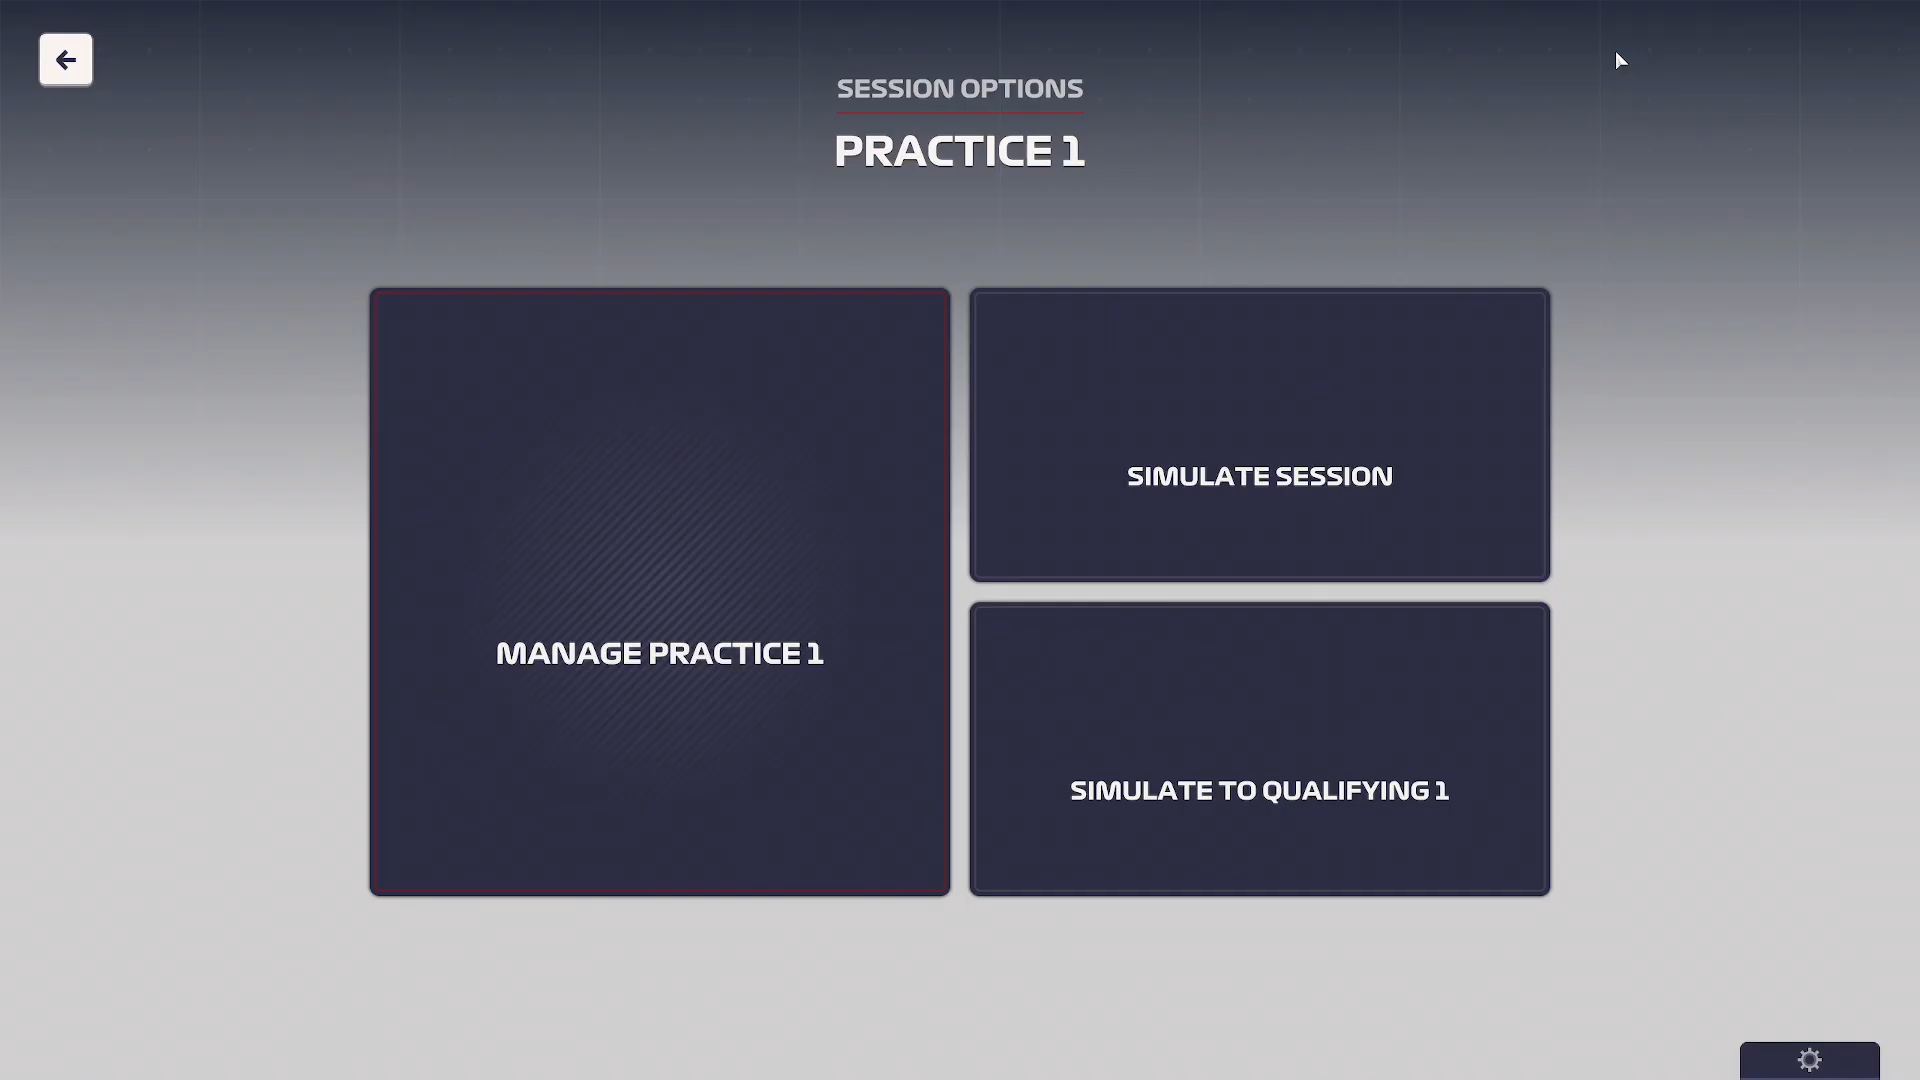 SESSION OPTIONS
PRACTICE 1
MANAGE PRACTICE 1
SIMULATE SESSION
SIMULATE TO QUALIFYING 1